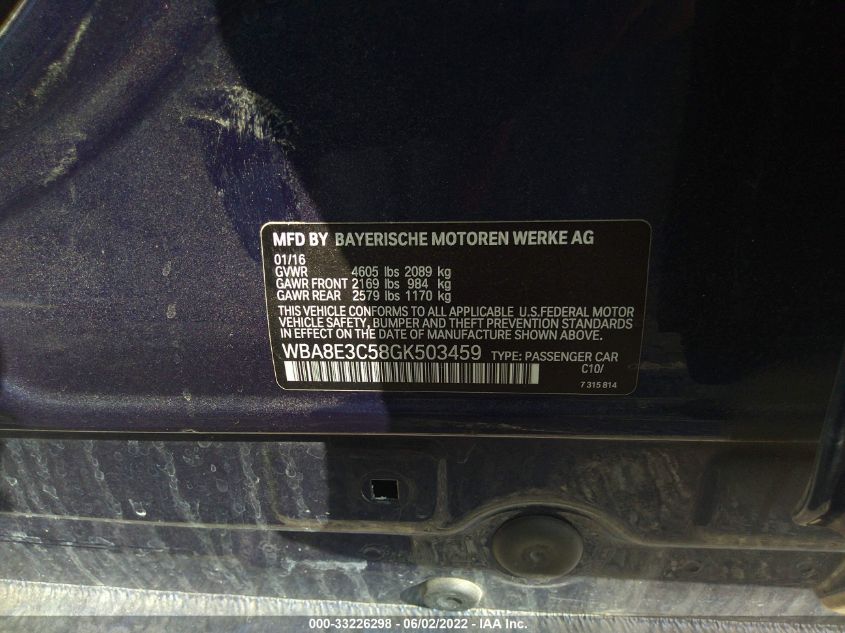 MFD BY BAYERISCHE MOTOREN WERKE AG
01/16
GVWR 4605 lbs 2089 kg
GAWR FRONT 2169 lbs 984 kg
GAWR REAR 2579 lbs 1170 kg
THIS VEHICLE CONFORMS TO ALL APPLICABLE U.S.FEDERAL MOTOR
VEHICLE SAFETY, BUMPER AND THEFT PREVENTION STANDARDS
IN EFFECT ON THE DATE OF MANUFACTURE SHOWN ABOVE.
WBA8E3C58GK503459 TYPE: PASSENGER CAR
C10/
7 315 814
000-33226298 - 06/02/2022 - IAA Inc.